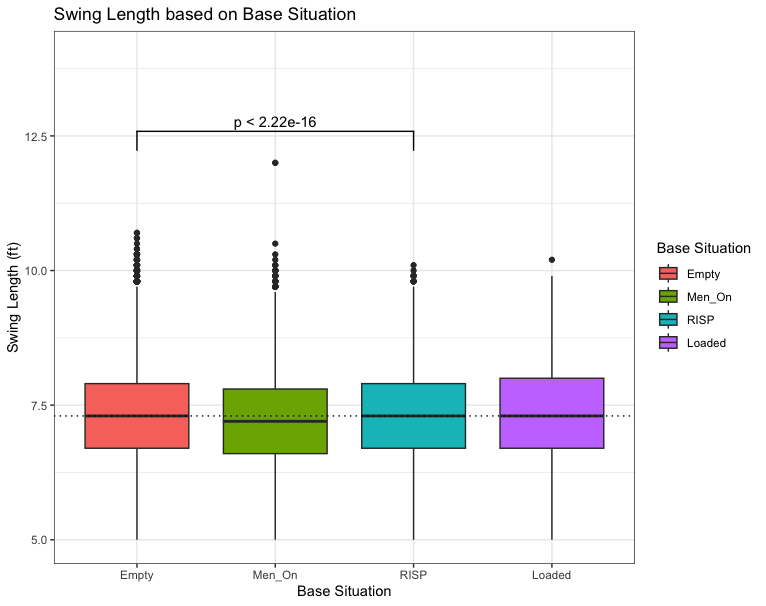 Swing Length based on Base Situation
p < 2.22e-16
12.5
10.0
7.5
5.0
Swing Length (ft)
Empty
Men_On
RISP
Loaded
Base Situation
Base Situation
Empty
Men_On
RISP
Loaded